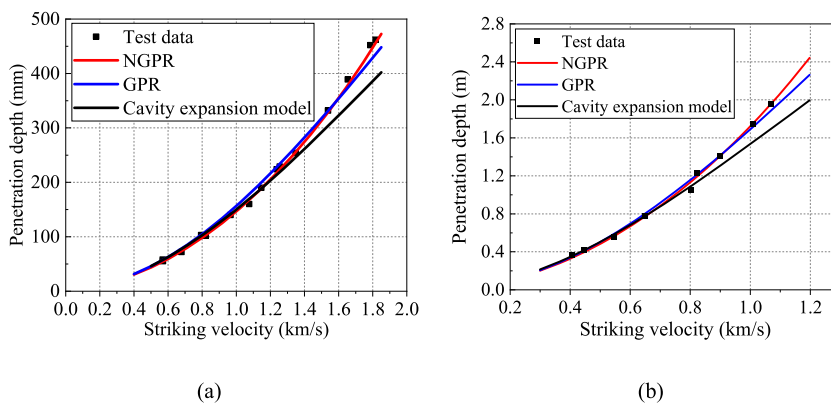 500
400
300
200
100
0
Penetration depth (mm)
Test data
NGPR
GPR
Cavity expansion model
0.0 0.2 0.4 0.6 0.8 1.0 1.2 1.4 1.6 1.8 2.0
Striking velocity (km/s)
(a)
2.8
2.4
2.0
1.6
1.2
0.8
0.4
0.0
Penetration depth (m)
Test data
NGPR
GPR
Cavity expansion model
0.2 0.4 0.6 0.8 1.0 1.2
Striking velocity (km/s)
(b)